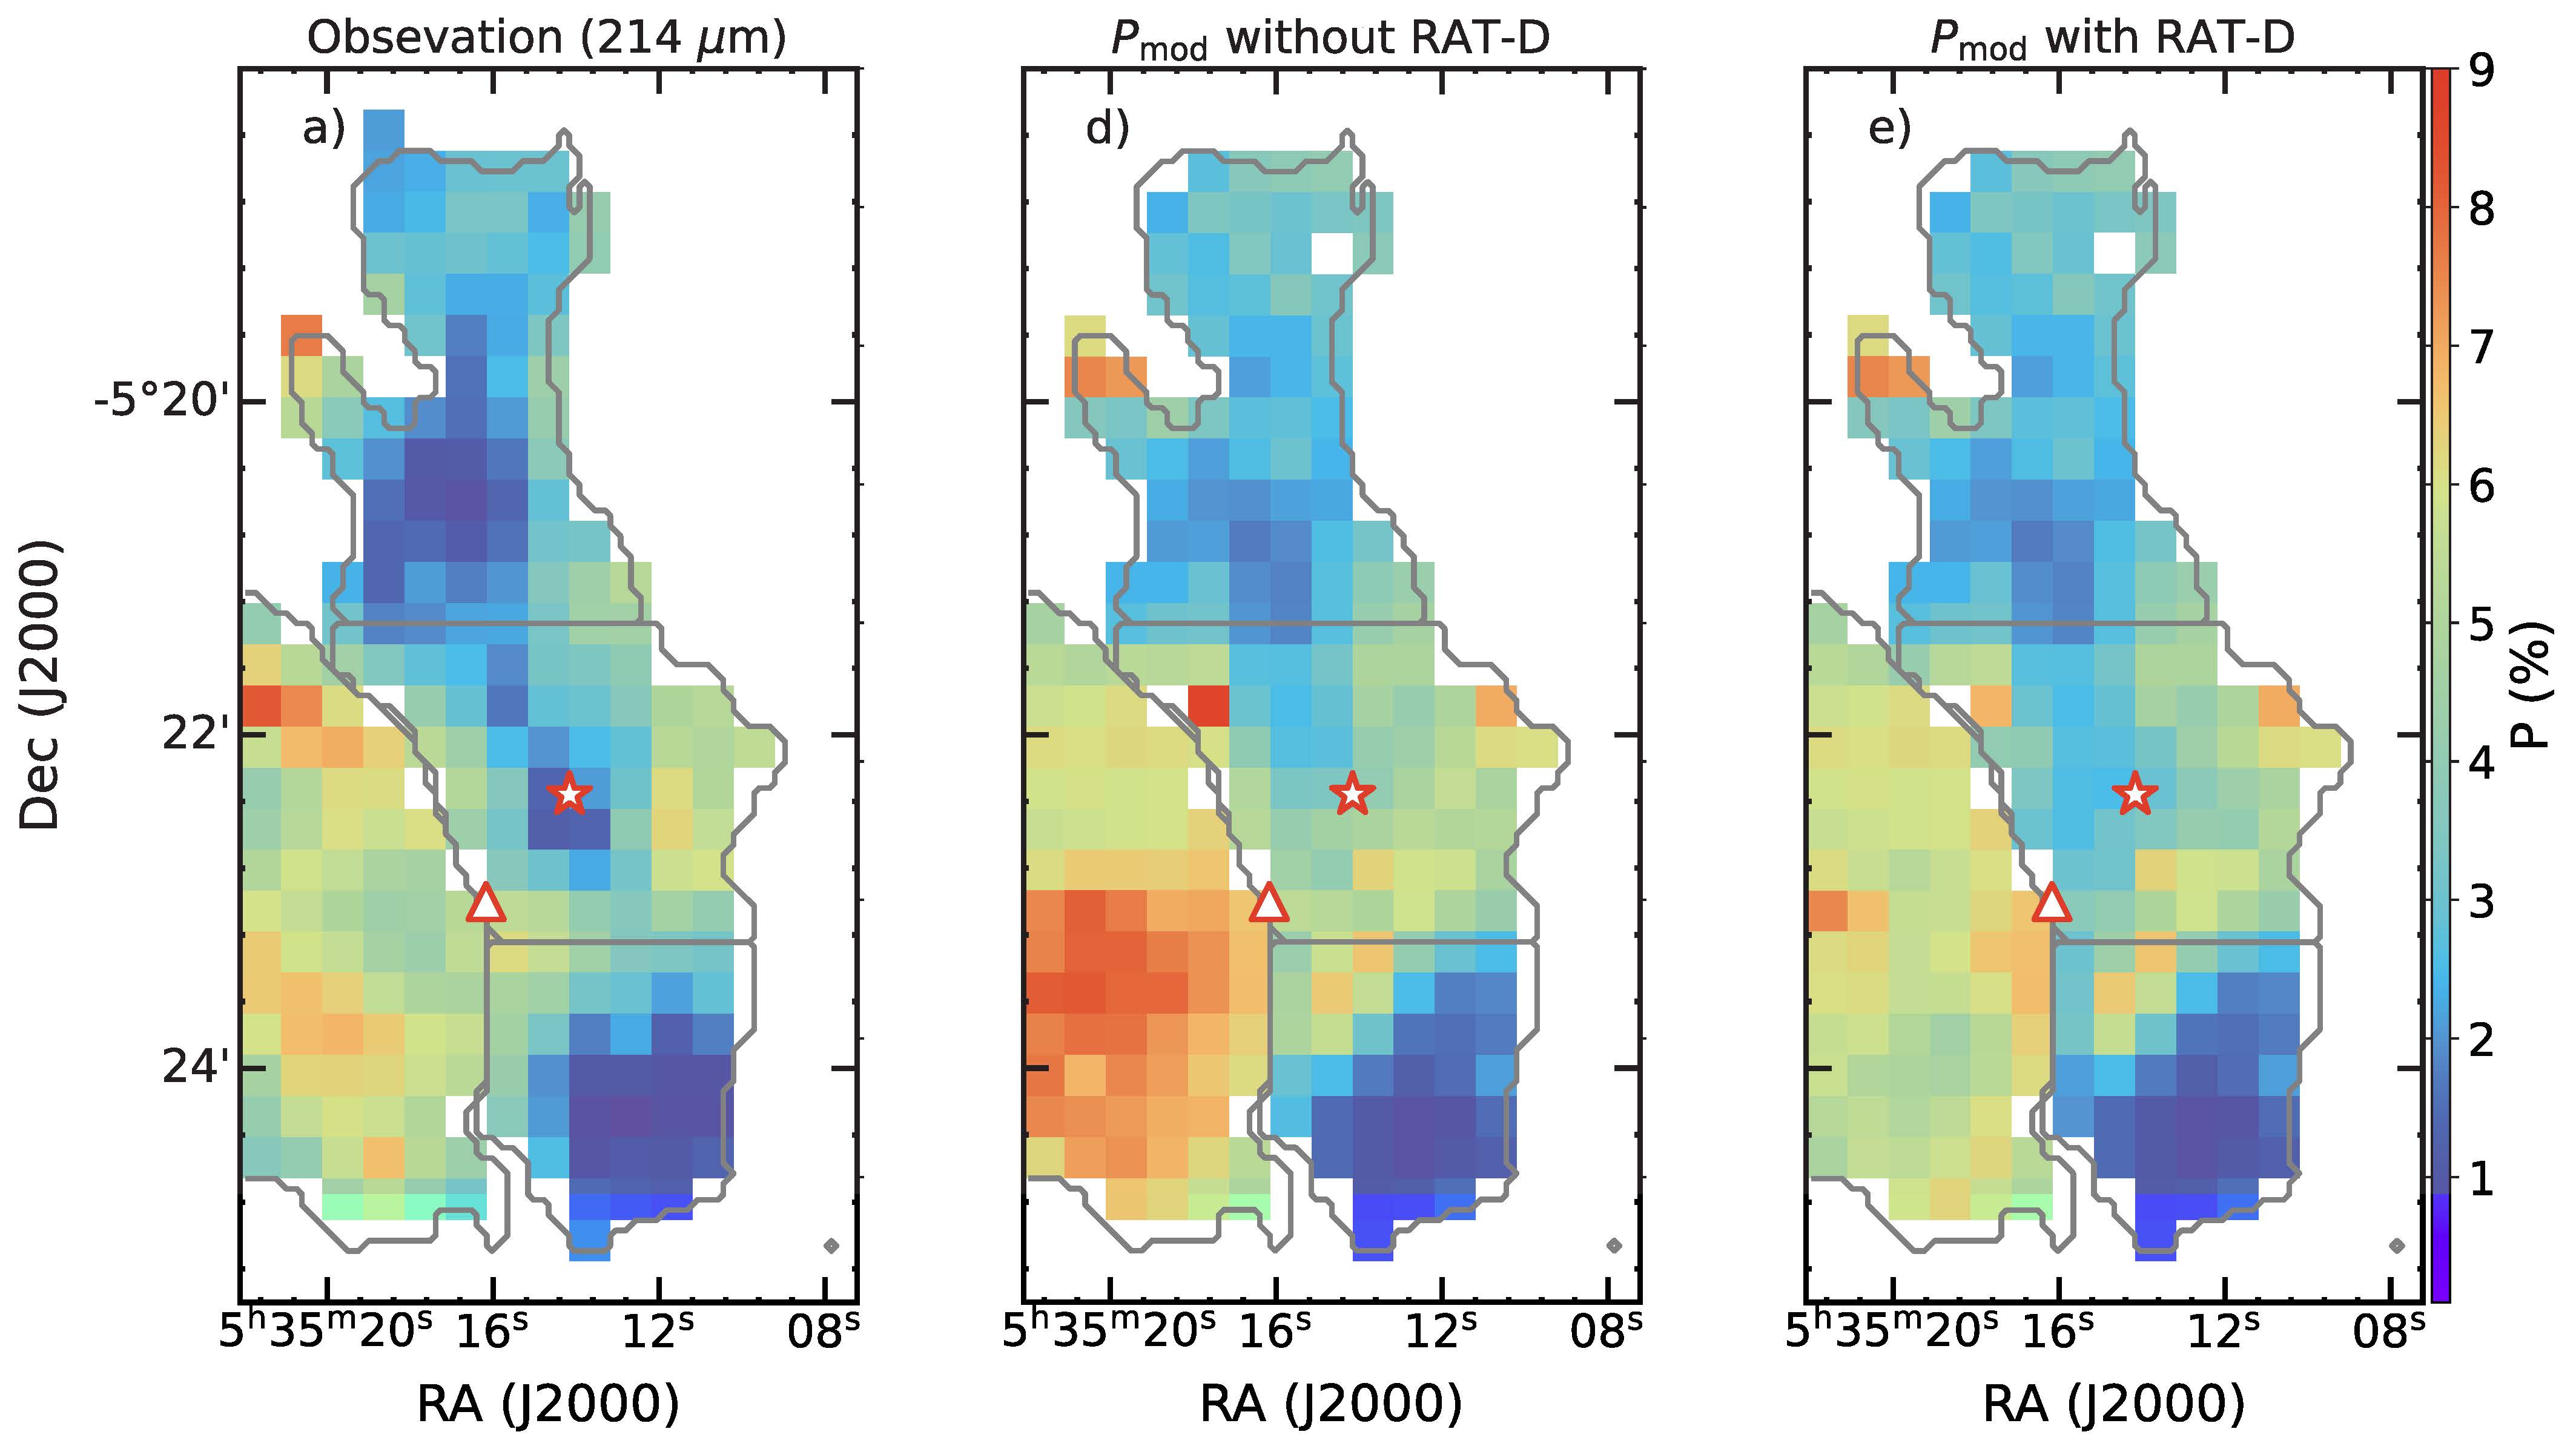 Obsevation (214 μm)
P_mod without RAT-D
P_mod with RAT-D
a)
d)
e)
9
8
7
6
5
4
3
2
1
P (%)
-5°20'
22'
24'
Dec (J2000)
5ʰ35ᵐ20ˢ 16ˢ 12ˢ 08ˢ
5ʰ35ᵐ20ˢ 16ˢ 12ˢ 08ˢ
5ʰ35ᵐ20ˢ 16ˢ 12ˢ 08ˢ
RA (J2000)
RA (J2000)
RA (J2000)